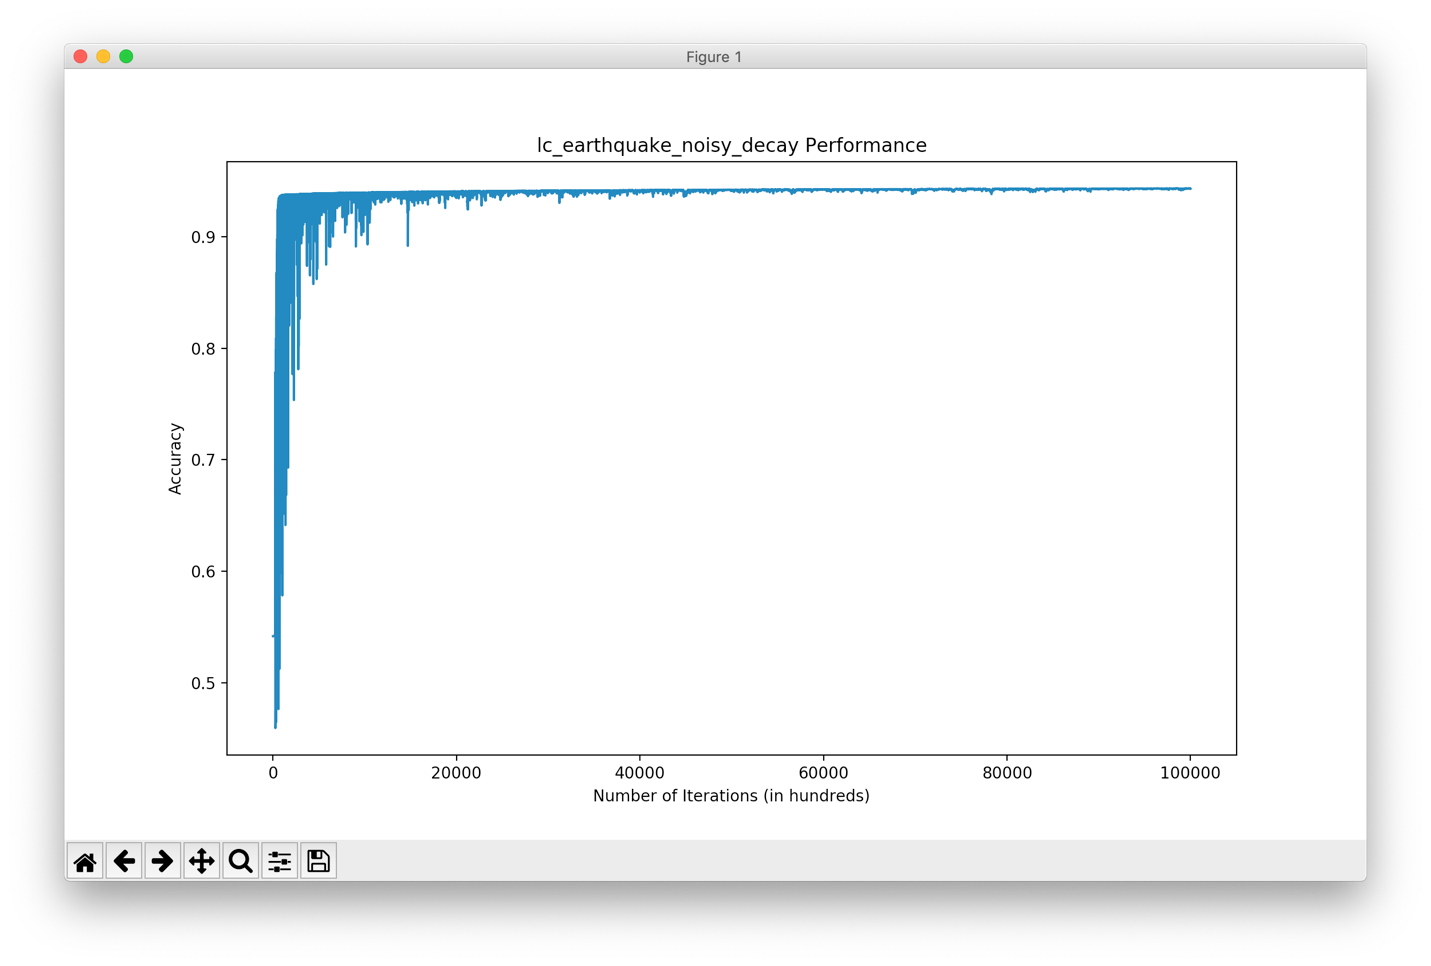 Figure 1
lc_earthquake_noisy_decay Performance
Accuracy
0.9
0.8
0.7
0.6
0.5
0 20000 40000 60000 80000 100000
Number of Iterations (in hundreds)